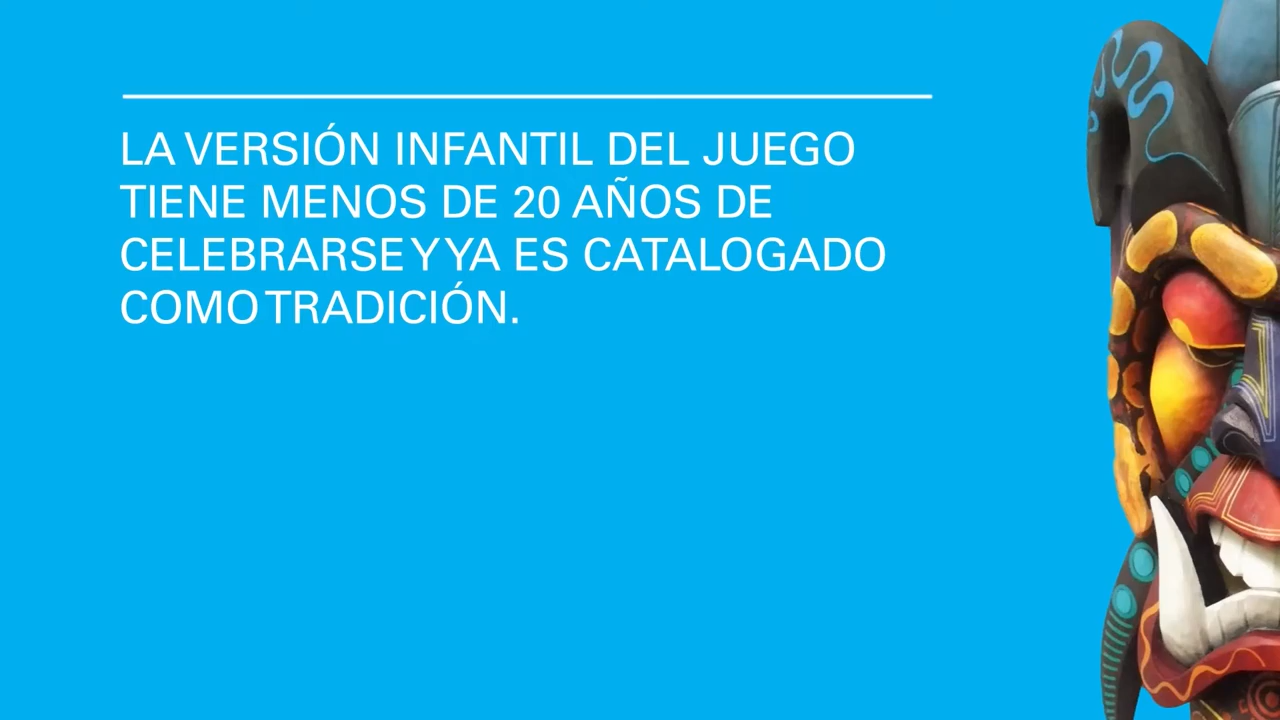 LA VERSIÓN INFANTIL DEL JUEGO
TIENE MENOS DE 20 AÑOS DE
CELEBRARSE Y YA ES CATALOGADO
COMO TRADICIÓN.